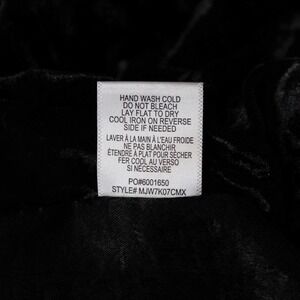 HAND WASH COLD
DO NOT BLEACH
LAY FLAT TO DRY
COOL IRON ON REVERSE
SIDE IF NEEDED
LAVER À LA MAIN À L'EAU FROIDE
NE PAS BLANCHIR
ÉTENDRE À PLAT POUR SÉCHER
FER COOL AU VERSO
SI NÉCESSAIRE
PO#6001650
STYLE# MJW7K07CMX